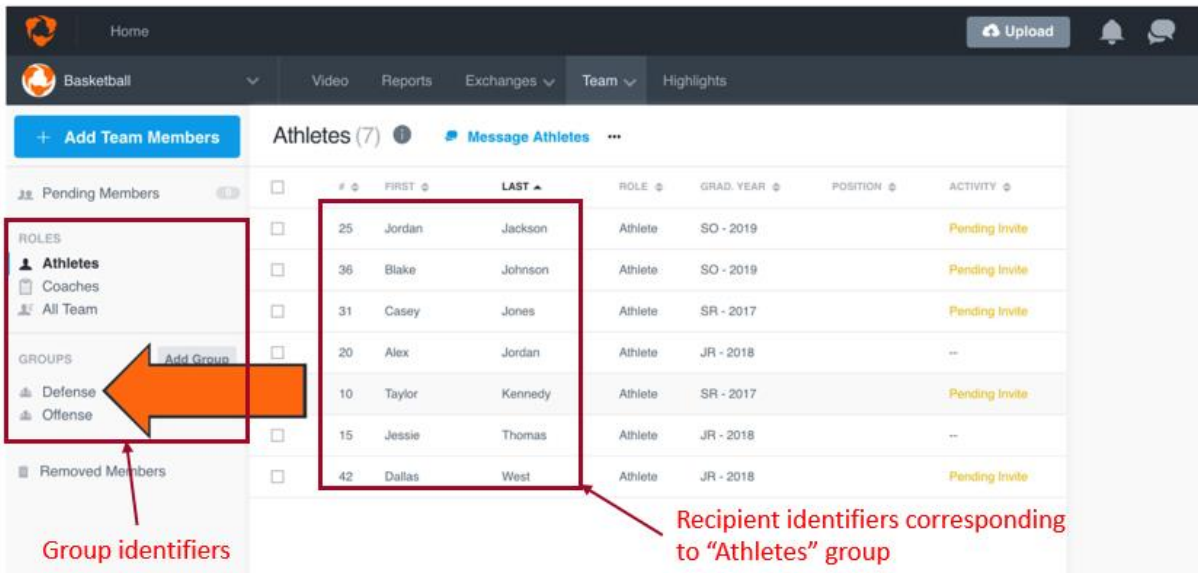 Home
Upload
Basketball
Video Reports Exchanges Team Highlights
+ Add Team Members
Pending Members
ROLES
Athletes
Coaches
All Team
GROUPS Add Group
Defense
Offense
Removed Members
Group identifiers
Athletes (7) Message Athletes ...
# FIRST LAST ROLE GRAD. YEAR POSITION ACTIVITY
25 Jordan Jackson Athlete SO - 2019 Pending Invite
36 Blake Johnson Athlete SO - 2019 Pending Invite
31 Casey Jones Athlete SR - 2017 Pending Invite
20 Alex Jordan Athlete JR - 2018 --
10 Taylor Kennedy Athlete SR - 2017 Pending Invite
15 Jessie Thomas Athlete JR - 2018 --
42 Dallas West Athlete JR - 2018 Pending Invite
Recipient identifiers corresponding
to “Athletes” group